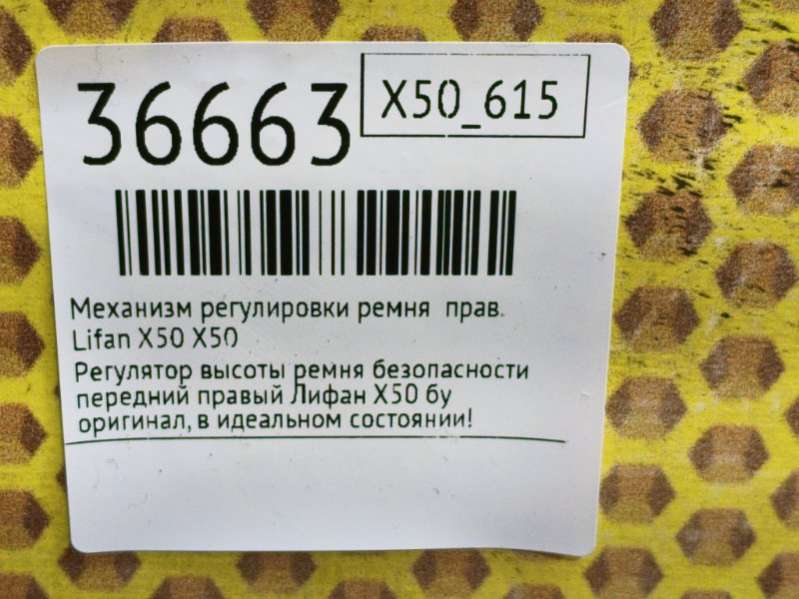 36663
X50_615
Механизм регулировки ремня прав.
Lifan X50 X50
Регулятор высоты ремня безопасности
передний правый Лифан X50 бу
оригинал, в идеальном состоянии!